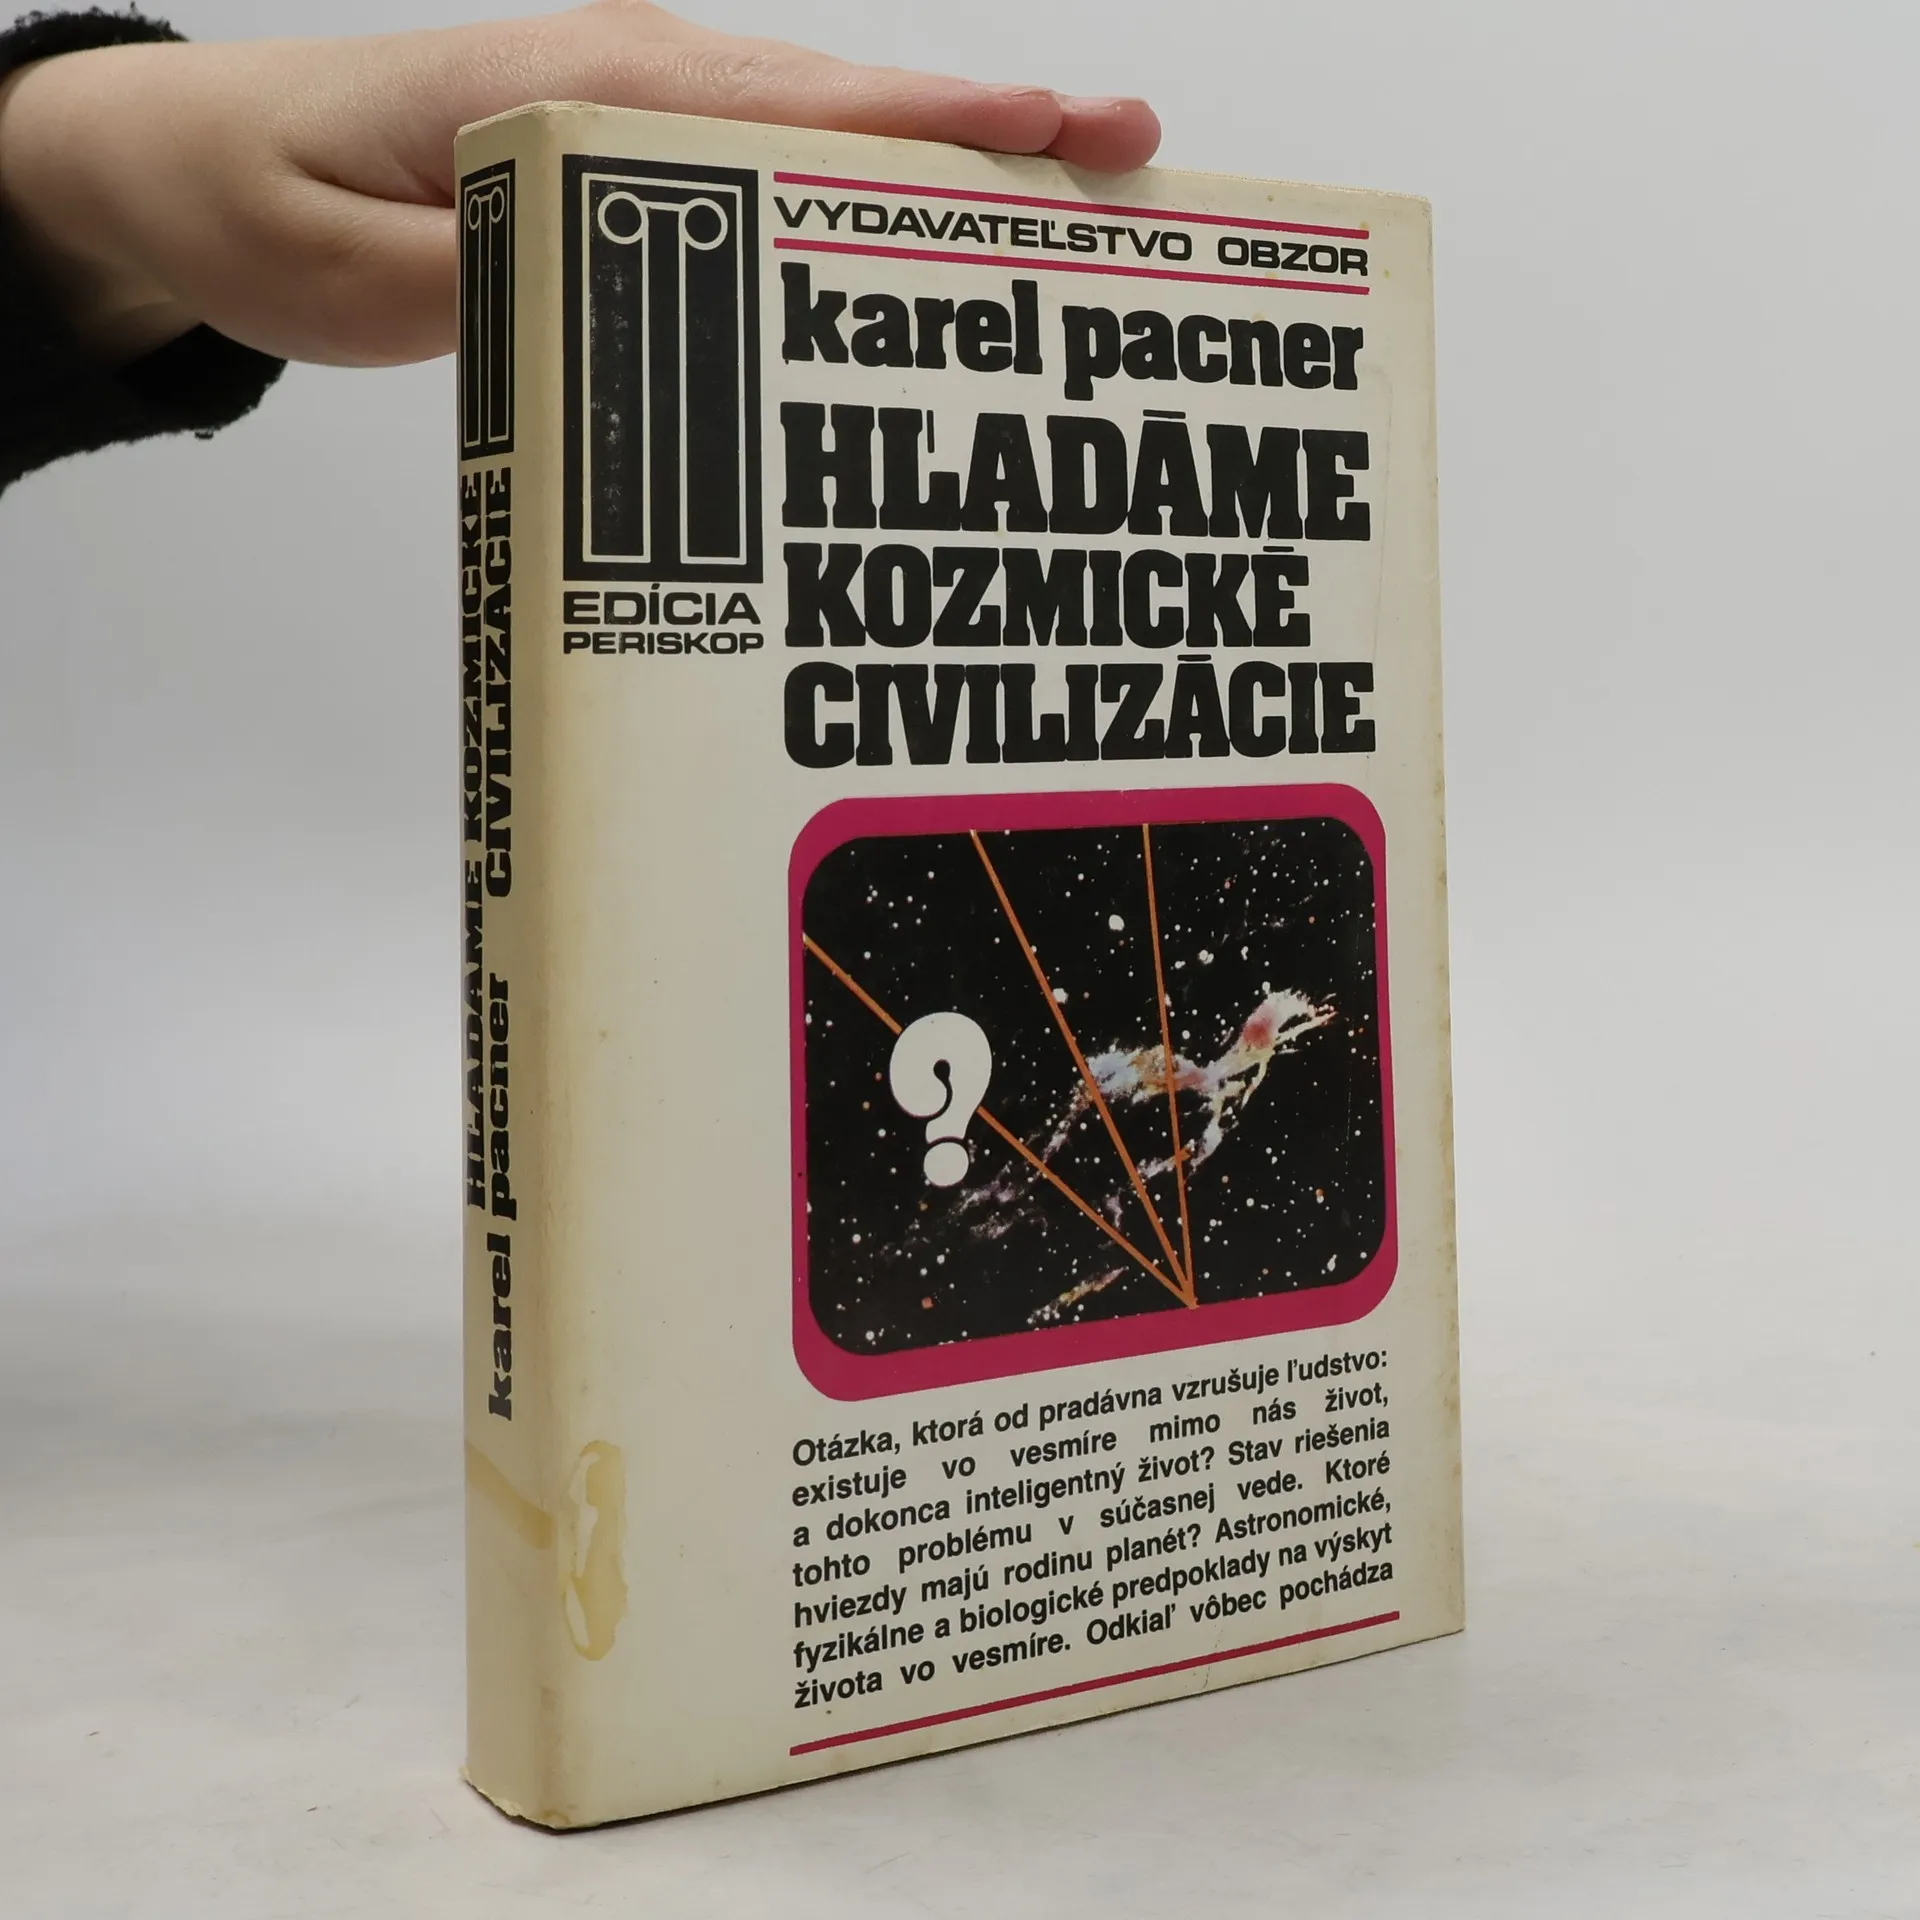 VYDAVATEĽSTVO OBZOR
karel pacner
HĽADÁME
KOZMICKÉ
CIVILIZÁCIE
EDÍCIA
PERISKOP
?
Otázka, ktorá od pradávna vzrušuje ľudstvo:
existuje vo vesmíre mimo nás život,
a dokonca inteligentný život? Stav riešenia
tohto problému v súčasnej vede. Ktoré
hviezdy majú rodinu planét? Astronomické,
fyzikálne a biologické predpoklady na výskyt
života vo vesmíre. Odkiaľ vôbec pochádza
HĽADÁME KOZMICKÉ
CIVILIZÁCIE
karel pacner